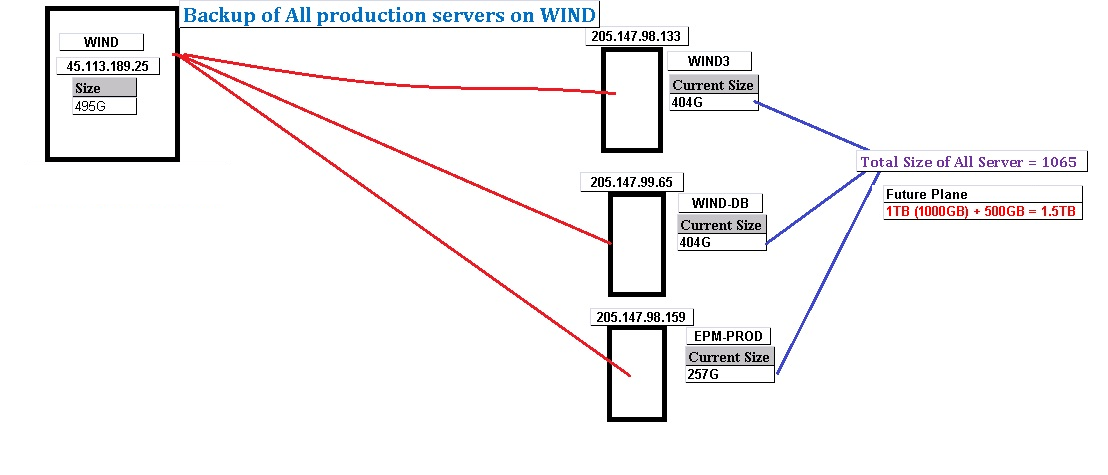 Backup of All production servers on WIND
WIND
45.113.189.25
Size
495G
205.147.98.133
WIND3
Current Size
404G
205.147.99.65
WIND-DB
Current Size
404G
205.147.98.159
EPM-PROD
Current Size
257G
Total Size of All Server = 1065
Future Plane
1TB (1000GB) + 500GB = 1.5TB